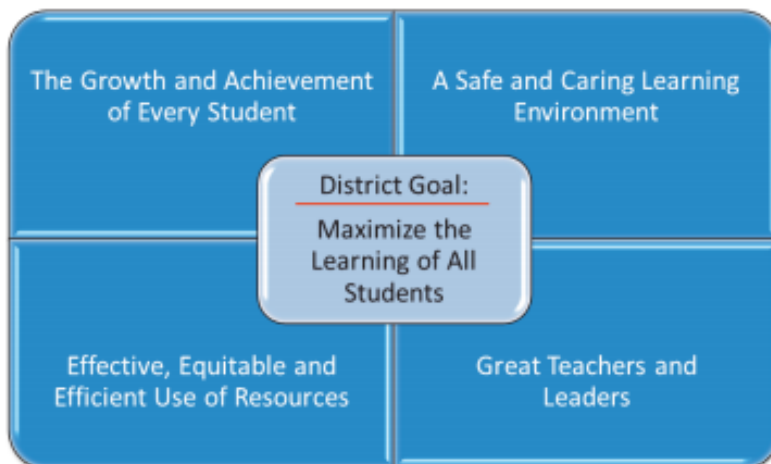 The Growth and Achievement
of Every Student
A Safe and Caring Learning
Environment
District Goal:
Maximize the
Learning of All
Students
Effective, Equitable and
Efficient Use of Resources
Great Teachers and
Leaders